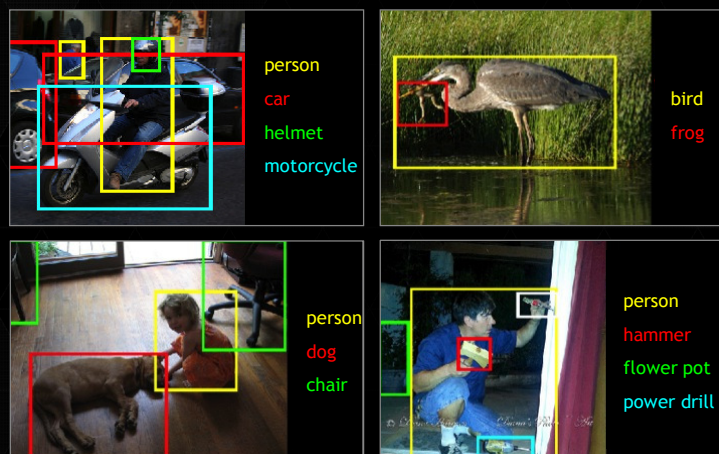 person
car
helmet
motorcycle
bird
frog
person
dog
chair
person
hammer
flower pot
power drill